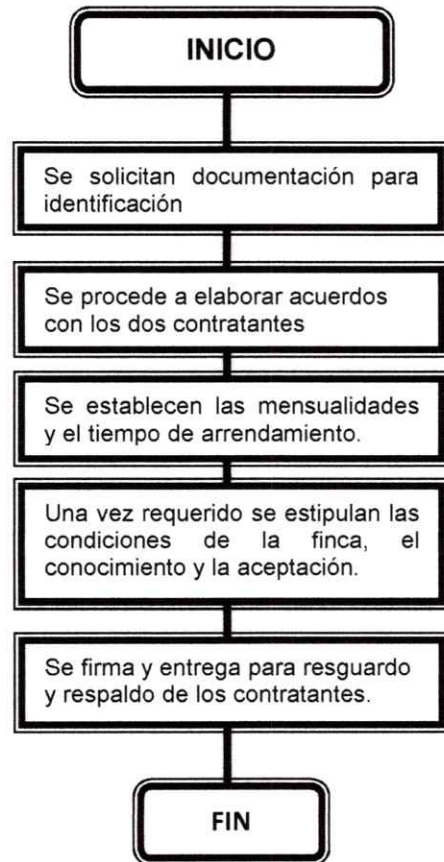 INICIO
Se solicitan documentación para
identificación
Se procede a elaborar acuerdos
con los dos contratantes
Se establecen las mensualidades
y el tiempo de arrendamiento.
Una vez requerido se estipulan las
condiciones de la finca, el
conocimiento y la aceptación.
Se firma y entrega para resguardo
y respaldo de los contratantes.
FIN